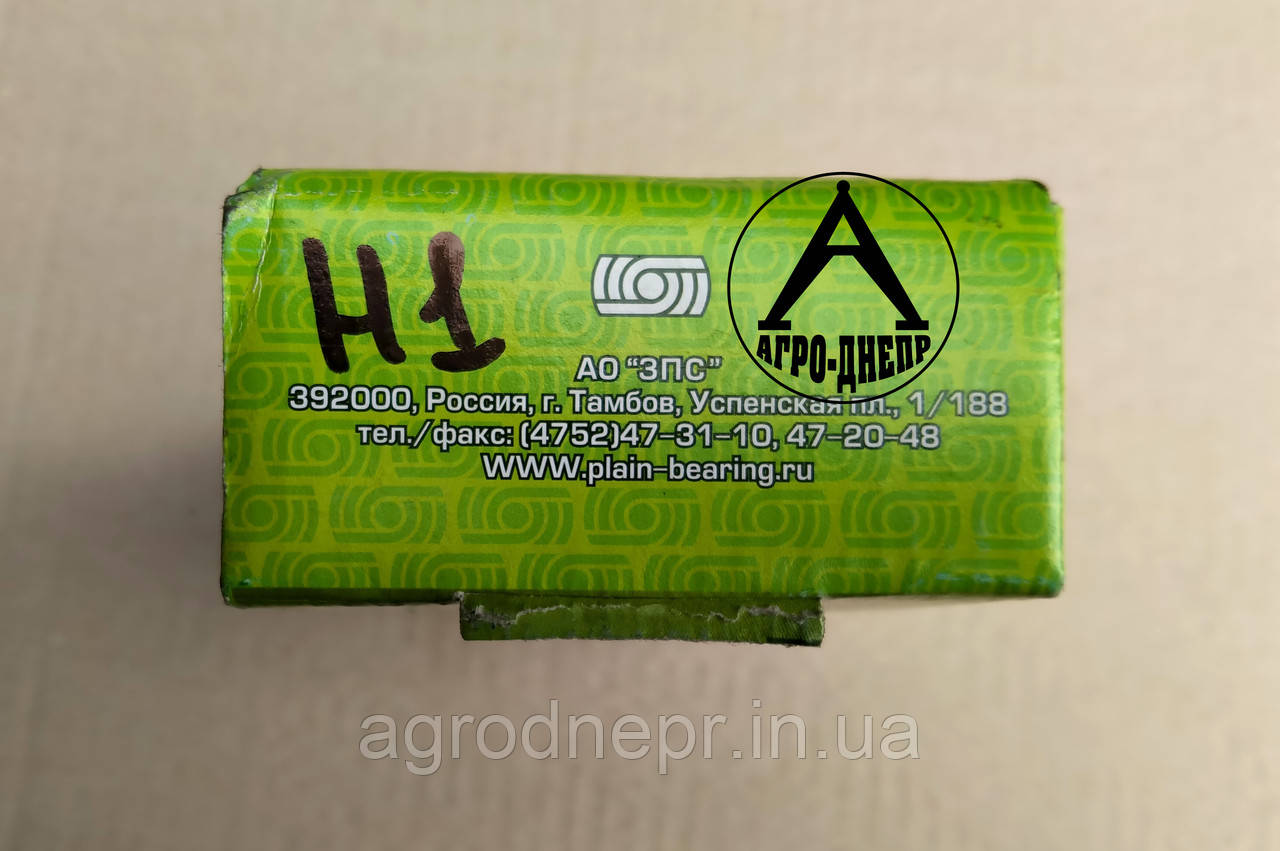 Н1
АГРО-ДНЕПР
АО “ЗПС”
392000, Россия, г. Тамбов, Успенская пл., 1/188
тел./факс: (4752)47-31-10, 47-20-48
WWW.plain-bearing.ru
agrodnepr.in.ua